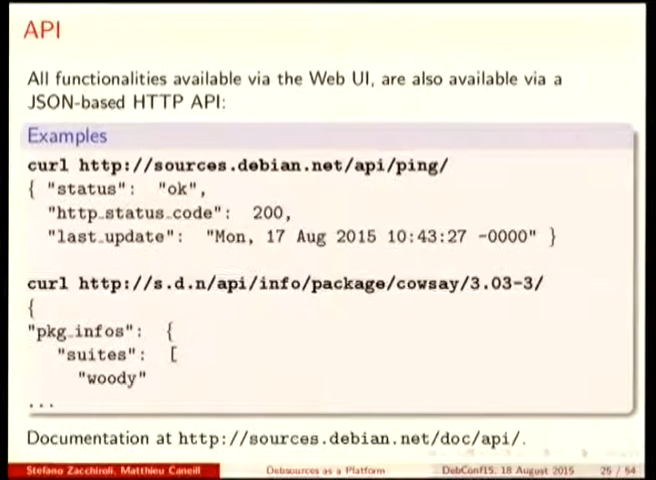 API
All functionalities available via the Web UI, are also available via a
JSON-based HTTP API:
Examples
curl http://sources.debian.net/api/ping/
{ "status": "ok",
"http_status_code": 200,
"last_update": "Mon, 17 Aug 2015 10:43:27 -0000" }
curl http://s.d.n/api/info/package/cowsay/3.03-3/
{
"pkg_infos": {
"suites": [
"woody"
...
Documentation at http://sources.debian.net/doc/api/.
Stefano Zacchiroli, Matthieu Caneill Debsources as a Platform DebConf15, 18 August 2015 25 / 54